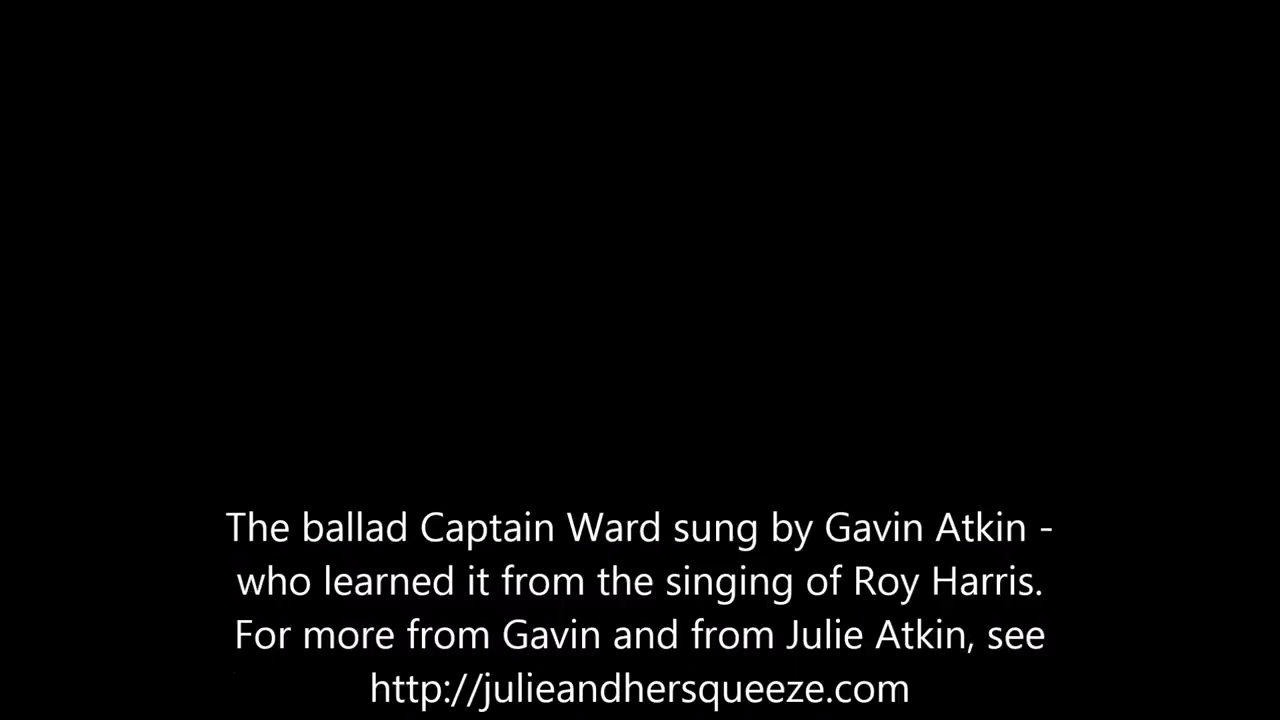 The ballad Captain Ward sung by Gavin Atkin -
who learned it from the singing of Roy Harris.
For more from Gavin and from Julie Atkin, see
http://julieandhersqueeze.com